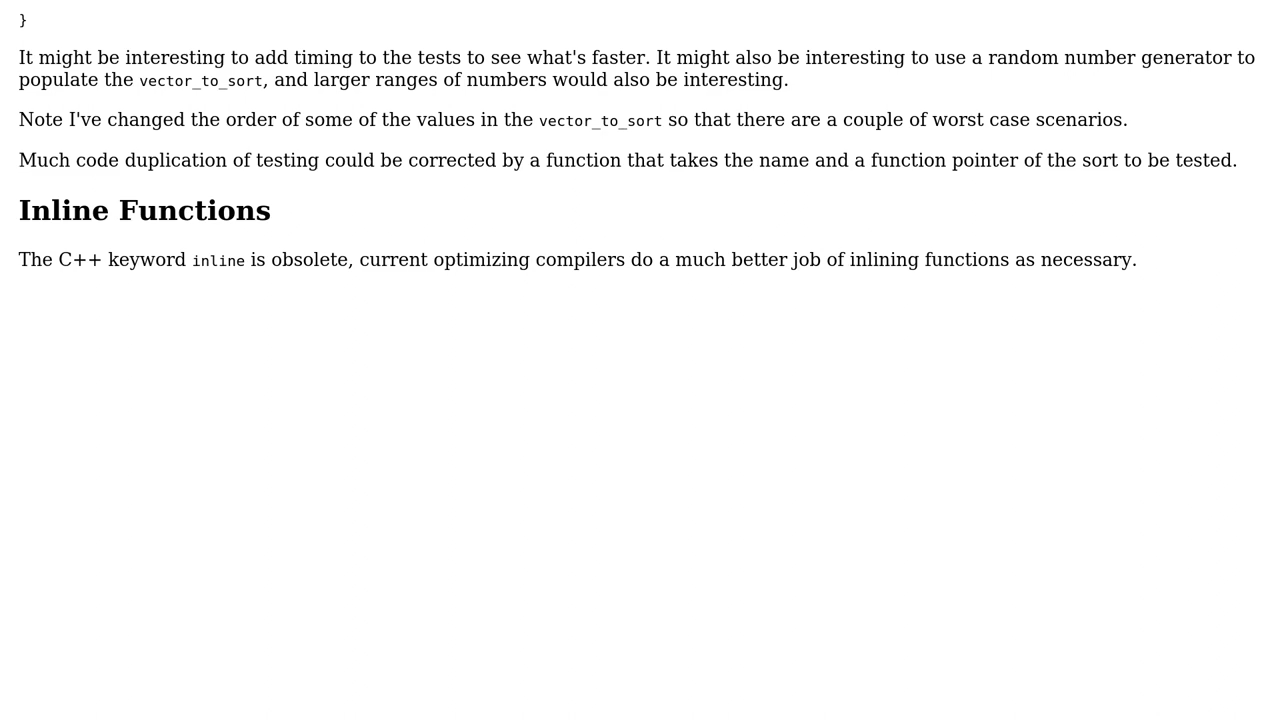 }
It might be interesting to add timing to the tests to see what's faster. It might also be interesting to use a random number generator to
populate the vector_to_sort, and larger ranges of numbers would also be interesting.
Note I've changed the order of some of the values in the vector_to_sort so that there are a couple of worst case scenarios.
Much code duplication of testing could be corrected by a function that takes the name and a function pointer of the sort to be tested.
Inline Functions
The C++ keyword inline is obsolete, current optimizing compilers do a much better job of inlining functions as necessary.